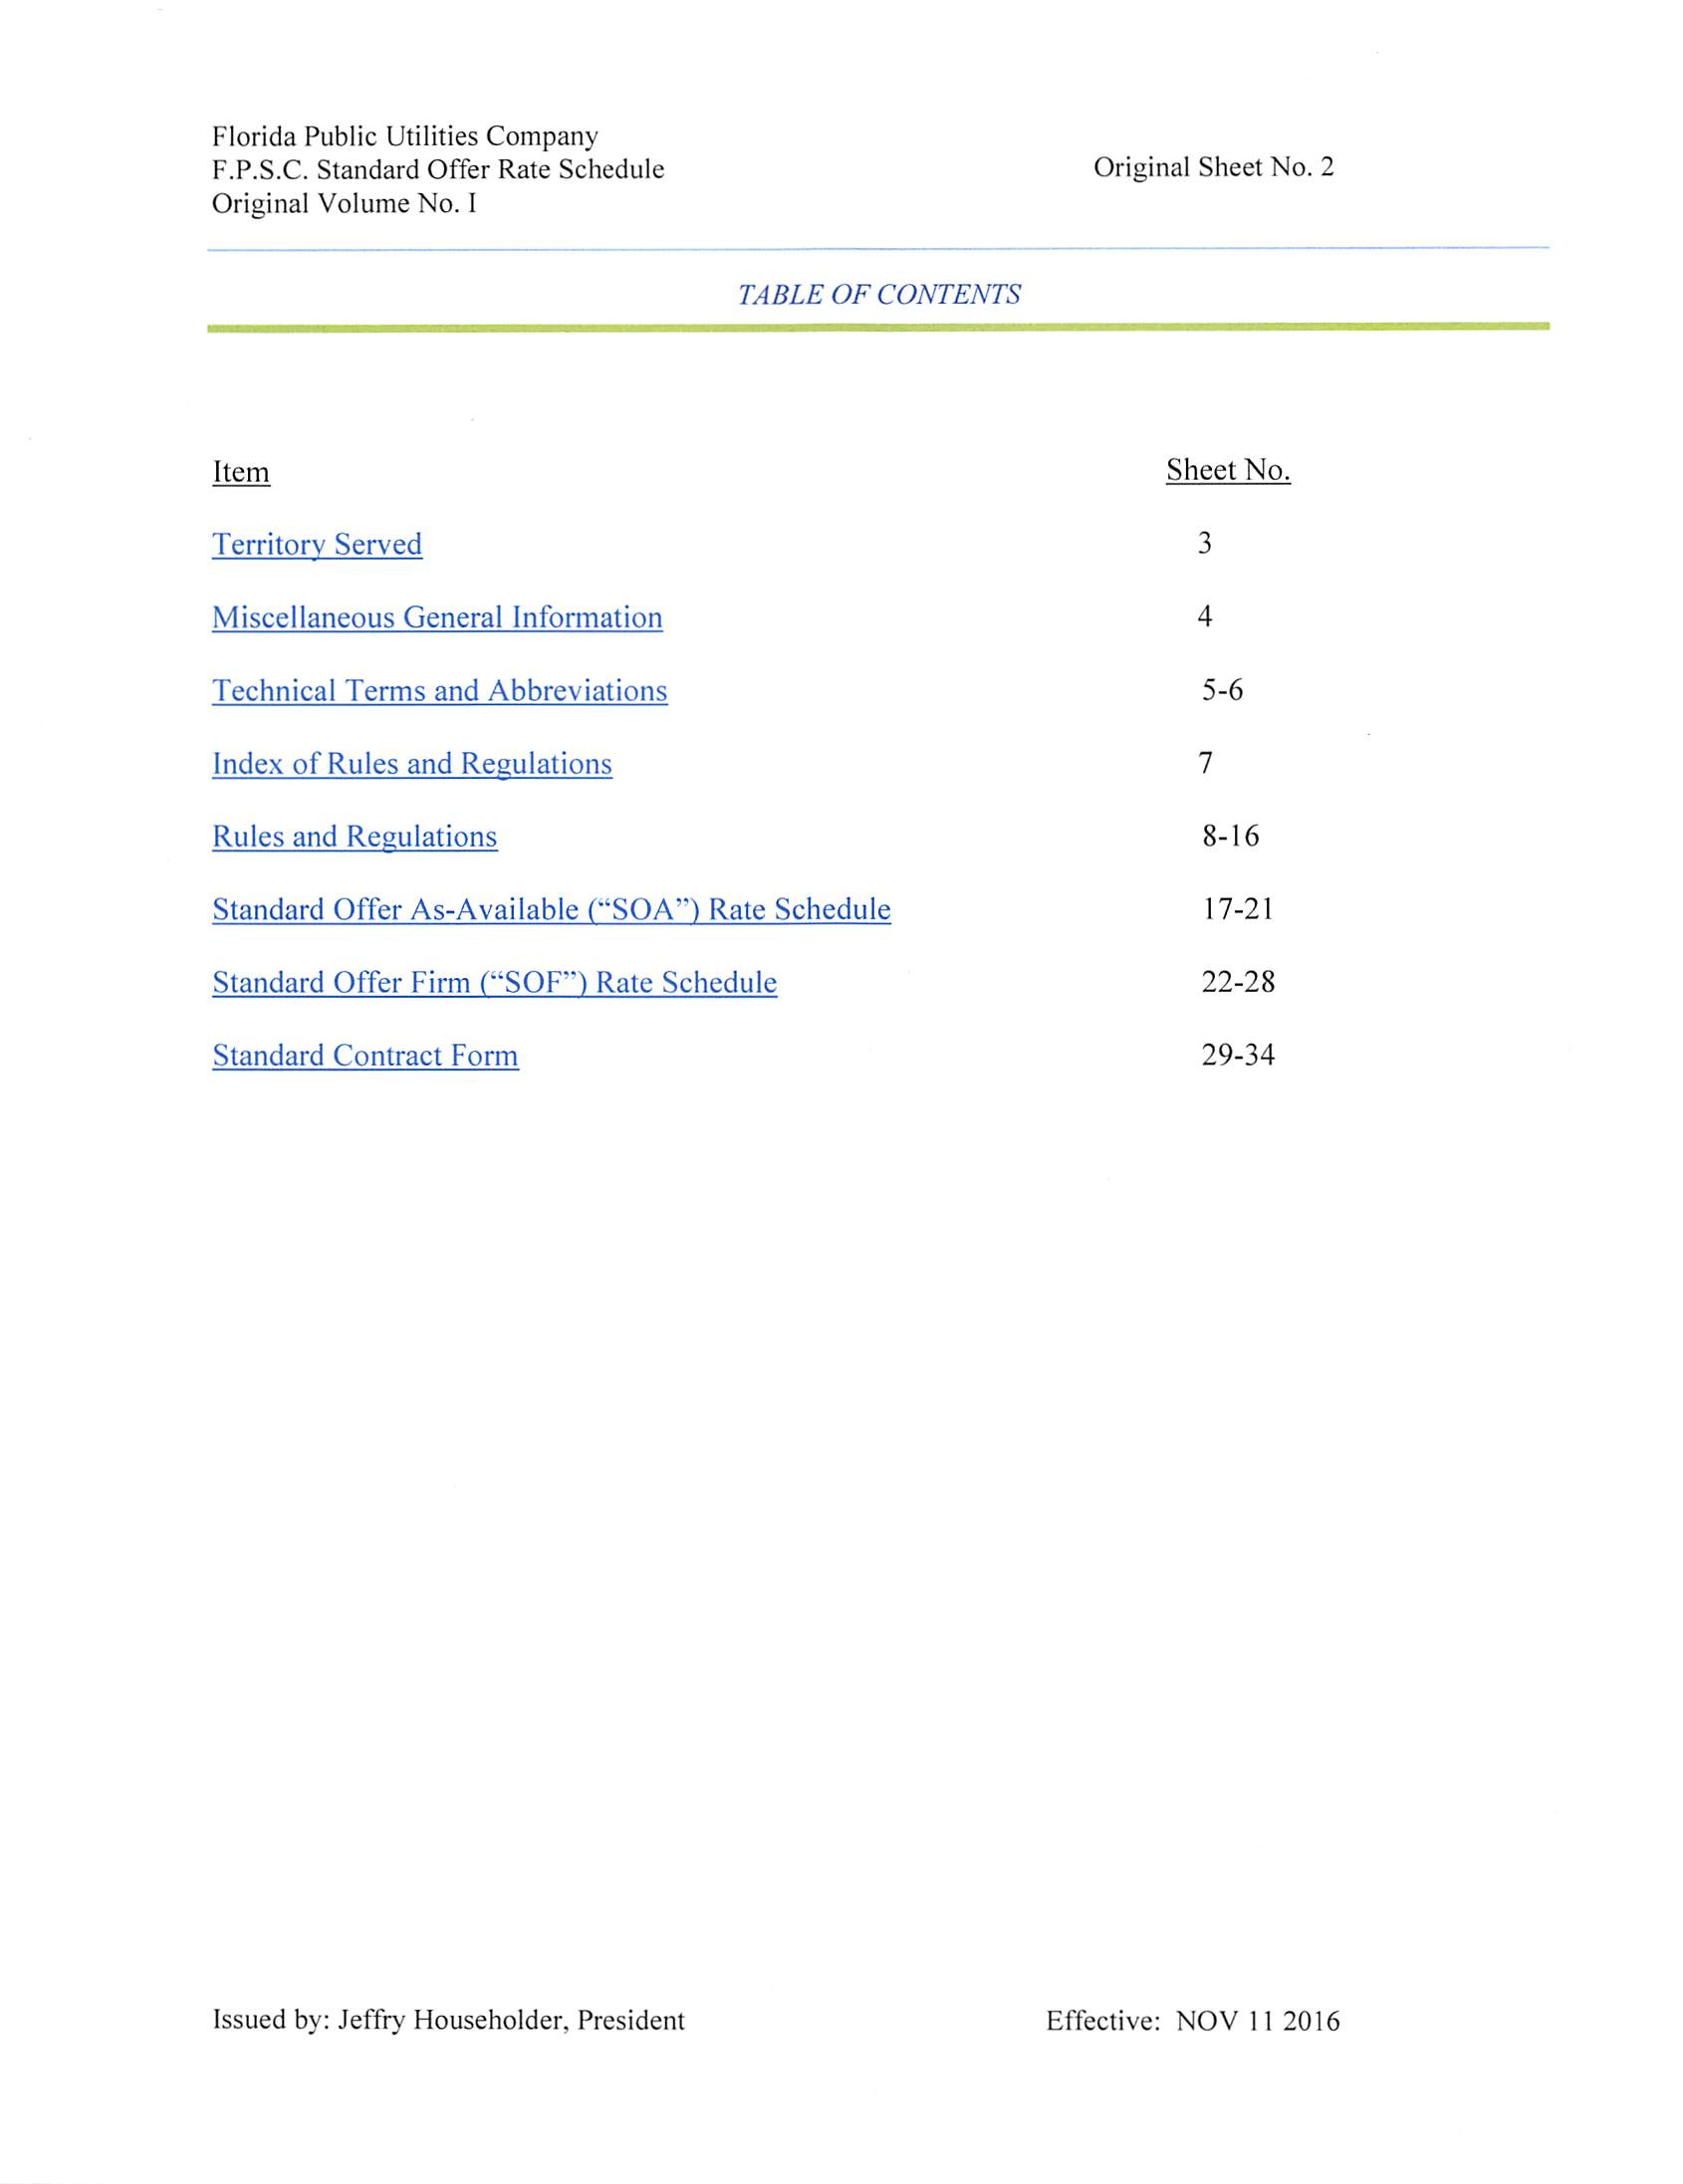 Florida Public Utilities Company
F.P.S.C. Standard Offer Rate Schedule
Original Sheet No. 2
Original Volume No. I
TABLE OF CONTENTS
Item Sheet No.
Territory Served 3
Miscellaneous General Information 4
Technical Terms and Abbreviations 5-6
Index of Rules and Regulations 7
Rules and Regulations 8-16
Standard Offer As-Available (“SOA”) Rate Schedule 17-21
Standard Offer Firm (“SOF”) Rate Schedule 22-28
Standard Contract Form 29-34
Issued by: Jeffry Householder, President Effective: NOV 11 2016